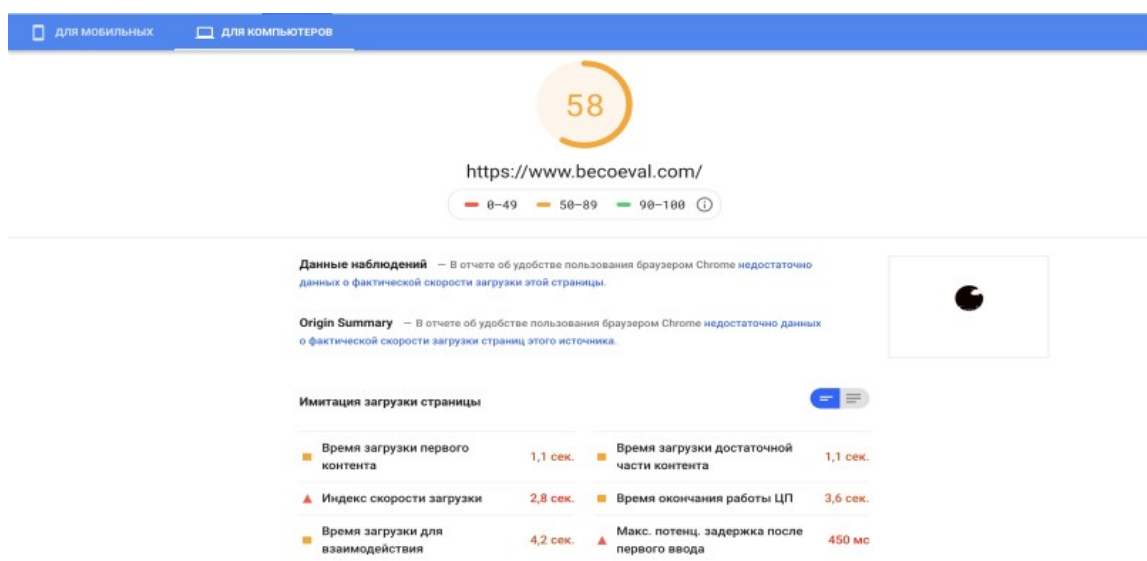 ДЛЯ МОБИЛЬНЫХ
ДЛЯ КОМПЬЮТЕРОВ
58
https://www.becoeval.com/
0–49 50–89 90–100
Данные наблюдений — В отчете об удобстве пользования браузером Chrome недостаточно
данных о фактической скорости загрузки этой страницы.
Origin Summary — В отчете об удобстве пользования браузером Chrome недостаточно данных
о фактической скорости загрузки страниц этого источника.
Имитация загрузки страницы
Время загрузки первого
контента
1,1 сек.
Время загрузки достаточной
части контента
1,1 сек.
Индекс скорости загрузки
2,8 сек.
Время окончания работы ЦП
3,6 сек.
Время загрузки для
взаимодействия
4,2 сек.
Макс. потенц. задержка после
первого ввода
450 мс